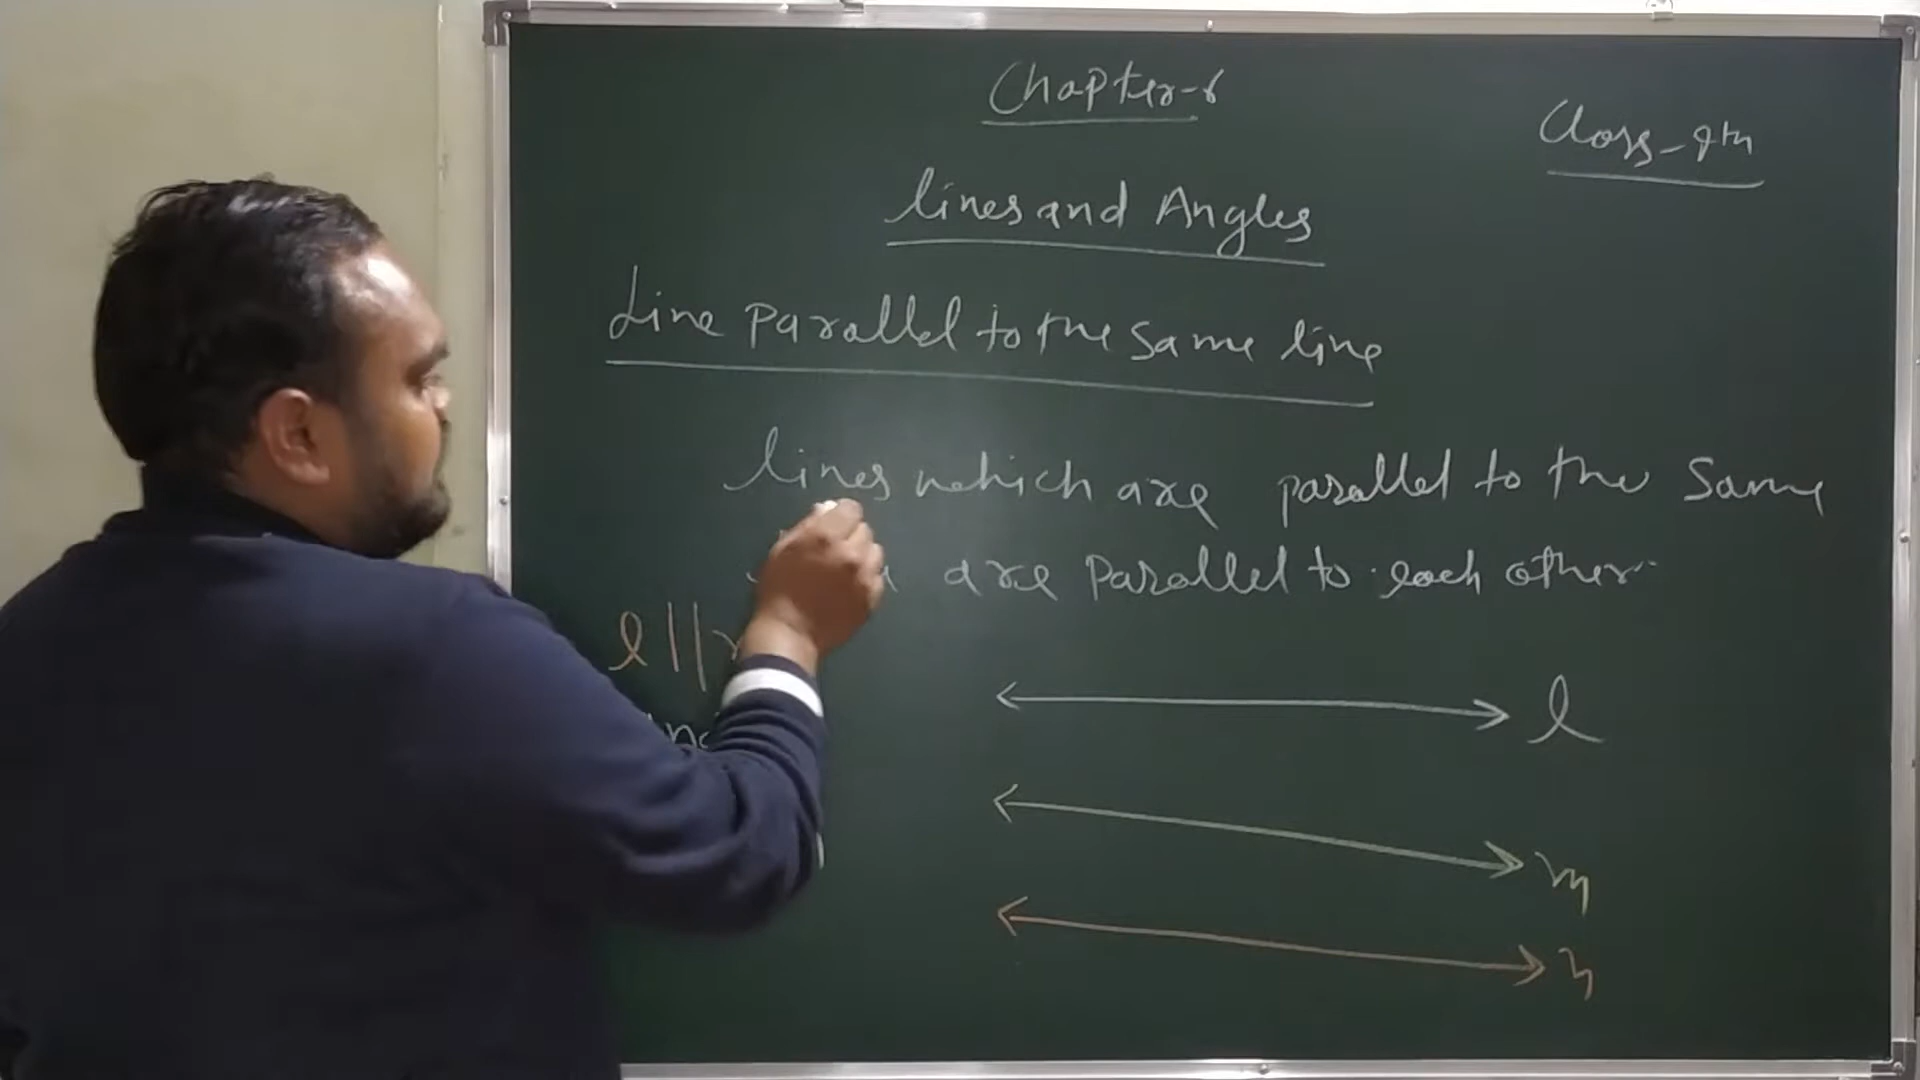 Chapter-6
Class-9th
lines and Angles
Line parallel to the same line
lines which are parallel to the same
are parallel to each other.
l ||
l
m
n